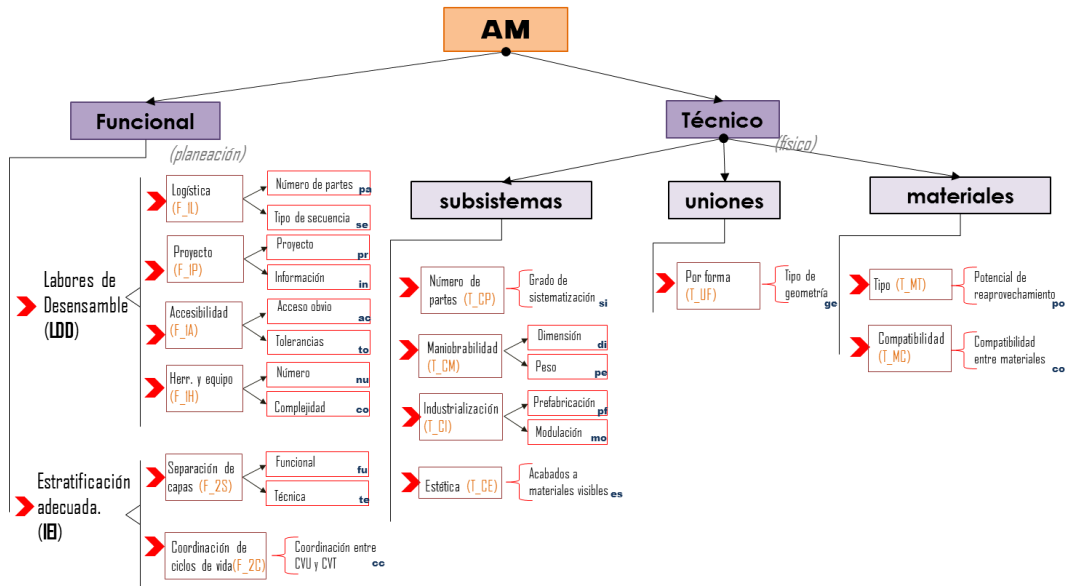 AM
Funcional
(planeación)
Labores de
Desensamble
(LDD)
Logística
(F_1L)
Número de partes pa
Tipo de secuencia se
Proyecto
(F_1P)
Proyecto pr
Información in
Accesibilidad
(F_1A)
Acceso obvio ac
Tolerancias to
Herr. y equipo
(F_1H)
Número nu
Complejidad co
Estratificación
adecuada.
(IEI)
Separación de
capas (F_2S)
Funcional fu
Técnica te
Coordinación de
ciclos de vida(F_2C)
Coordinación entre
CVU y CVT cc
Técnico
(físico)
subsistemas
Número de
partes (T_CP)
Grado de
sistematización si
Maniobrabilidad
(T_CM)
Dimensión di
Peso pe
Industrialización
(T_CI)
Prefabricación pf
Modulación mo
Estética (T_CE)
Acabados a
materiales visibles es
uniones
Por forma
(T_UF)
Tipo de
geometría
ge
materiales
Tipo (T_MT)
Potencial de
reaprovechamiento
po
Compatibilidad
(T_MC)
Compatibilidad
entre materiales
co